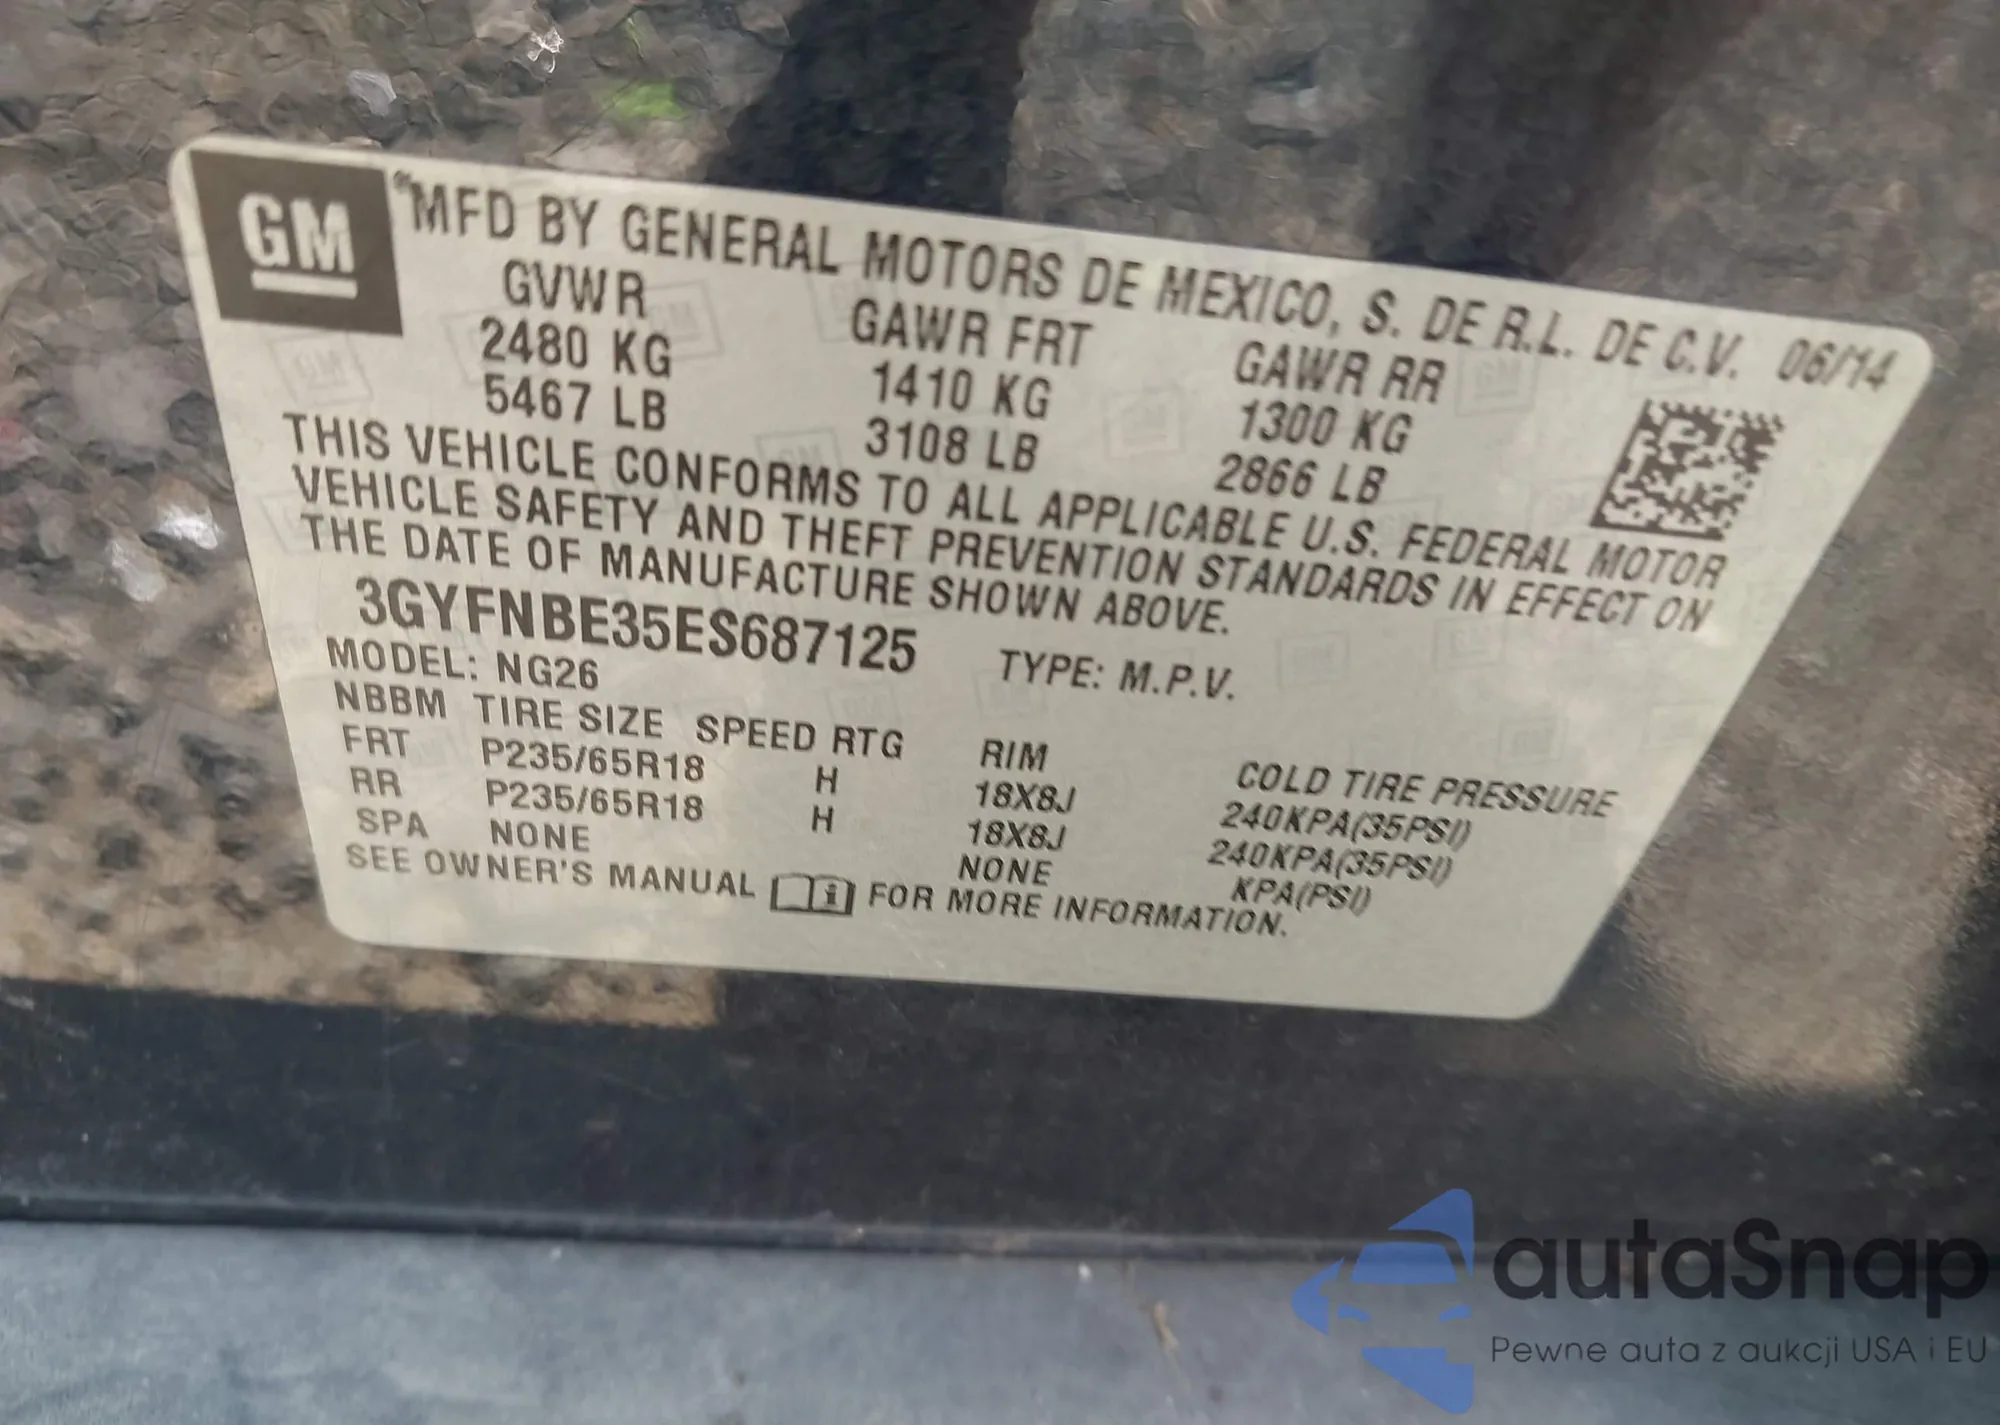 GM
MFD BY GENERAL MOTORS DE MEXICO, S. DE R.L. DE C.V. 06/14
GVWR GAWR FRT GAWR RR
2480 KG 1410 KG 1300 KG
5467 LB 3108 LB 2866 LB
THIS VEHICLE CONFORMS TO ALL APPLICABLE U.S. FEDERAL MOTOR
VEHICLE SAFETY AND THEFT PREVENTION STANDARDS IN EFFECT ON
THE DATE OF MANUFACTURE SHOWN ABOVE.
3GYFNBE35ES687125 TYPE: M.P.V.
MODEL: NG26
NBBM TIRE SIZE SPEED RTG RIM COLD TIRE PRESSURE
FRT P235/65R18 H 18X8J 240KPA(35PSI)
RR P235/65R18 H 18X8J 240KPA(35PSI)
SPA NONE NONE KPA(PSI)
SEE OWNER'S MANUAL FOR MORE INFORMATION.
autaSnap
Pewne auta z aukcji USA i EU